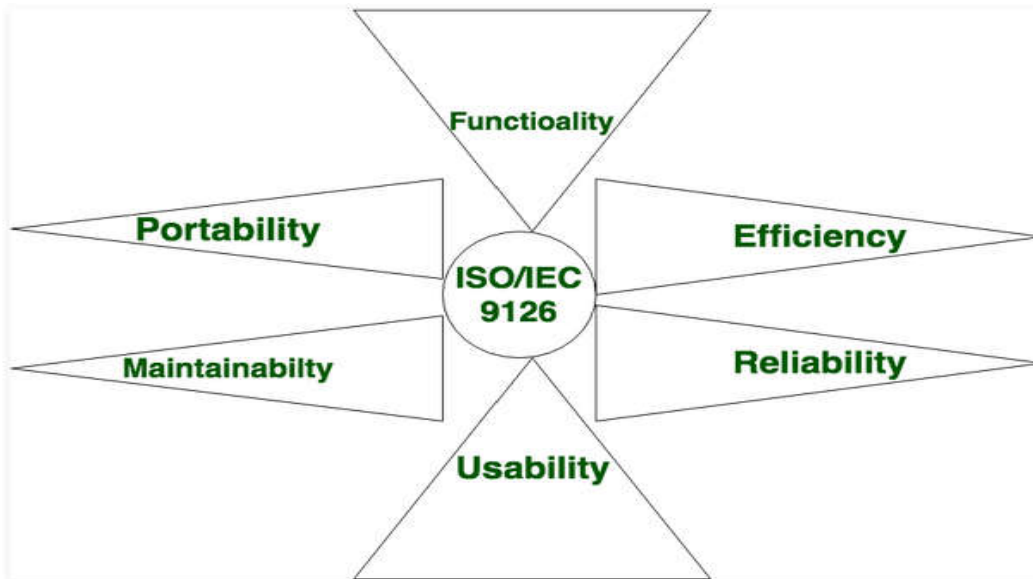 Functioality
Portability
Efficiency
ISO/IEC
9126
Maintainabilty
Reliability
Usability